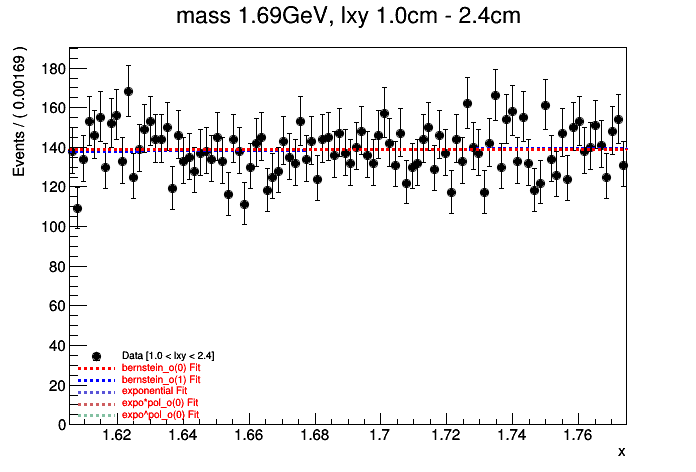 mass 1.69GeV, lxy 1.0cm - 2.4cm
Events / ( 0.00169 )
180
160
140
120
100
80
60
40
20
0
Data [1.0 < lxy < 2.4]
bernstein_o(0) Fit
bernstein_o(1) Fit
exponential Fit
expo*pol_o(0) Fit
expo^pol_o(0) Fit
1.62 1.64 1.66 1.68 1.7 1.72 1.74 1.76
x